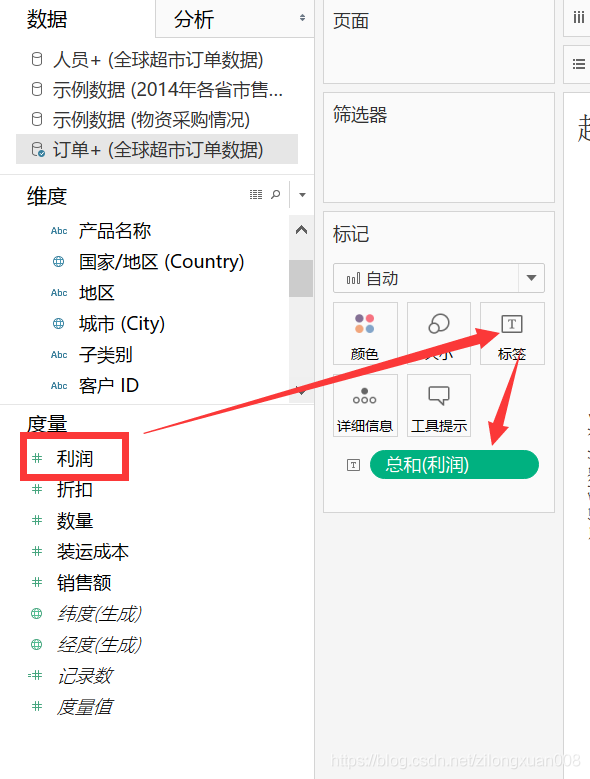 数据
分析
人员+ (全球超市订单数据)
示例数据 (2014年各省市售...
示例数据 (物资采购情况)
订单+ (全球超市订单数据)
维度
Abc 产品名称
国家/地区 (Country)
Abc 地区
城市 (City)
Abc 子类别
Abc 客户 ID
度量
# 利润
# 折扣
# 数量
# 装运成本
# 销售额
纬度(生成)
经度(生成)
=# 记录数
# 度量值
页面
筛选器
标记
自动
颜色
大小
T
标签
详细信息
工具提示
T 总和(利润)
https://blog.csdn.net/zilongxuan008